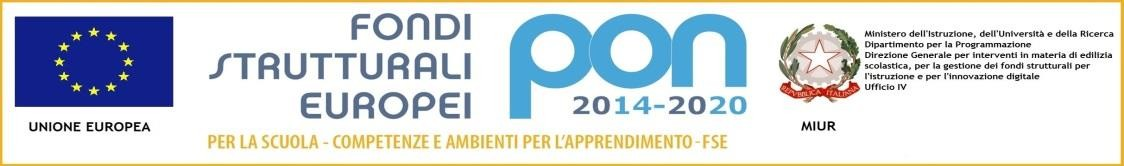 UNIONE EUROPEA
FONDI
STRUTTURALI
EUROPEI
pon
2014-2020
PER LA SCUOLA - COMPETENZE E AMBIENTI PER L'APPRENDIMENTO-FSE
REPVBBLICA ITALIANA
MIUR
Ministero dell'Istruzione, dell'Università e della Ricerca
Dipartimento per la Programmazione
Direzione Generale per interventi in materia di edilizia
scolastica, per la gestione dei fondi strutturali per
l'istruzione e per l'innovazione digitale
Ufficio IV